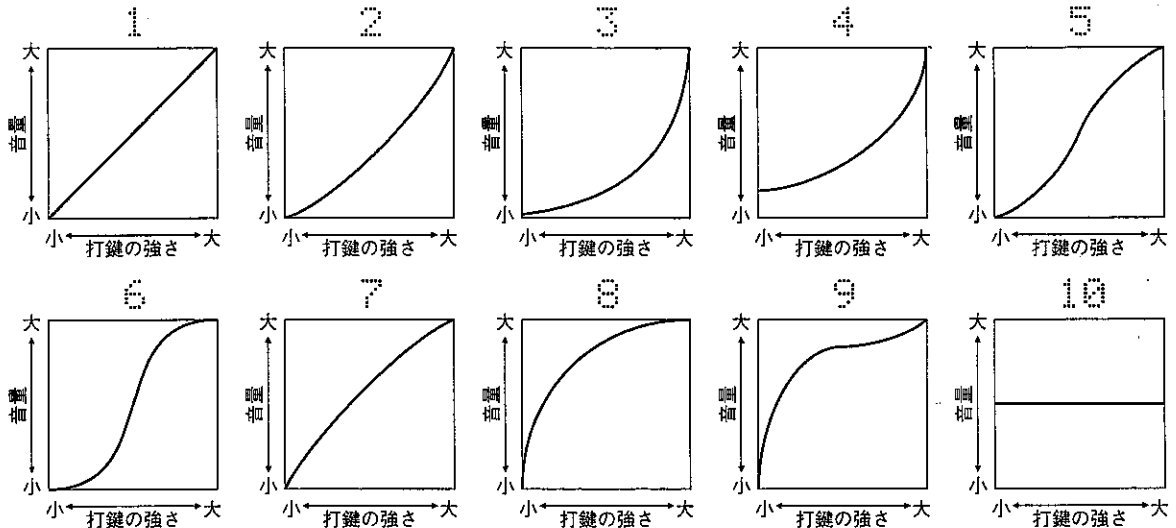 1 2 3 4 5
大 大 大 大 大
音量 音量 音量 音量 音量
小 小 小 小 小
小 打鍵の強さ 大 小 打鍵の強さ 大 小 打鍵の強さ 大 小 打鍵の強さ 大 小 打鍵の強さ 大
6 7 8 9 10
大 大 大 大 大
音量 音量 音量 音量 音量
小 小 小 小 小
小 打鍵の強さ 大 小 打鍵の強さ 大 小 打鍵の強さ 大 小 打鍵の強さ 大 小 打鍵の強さ 大